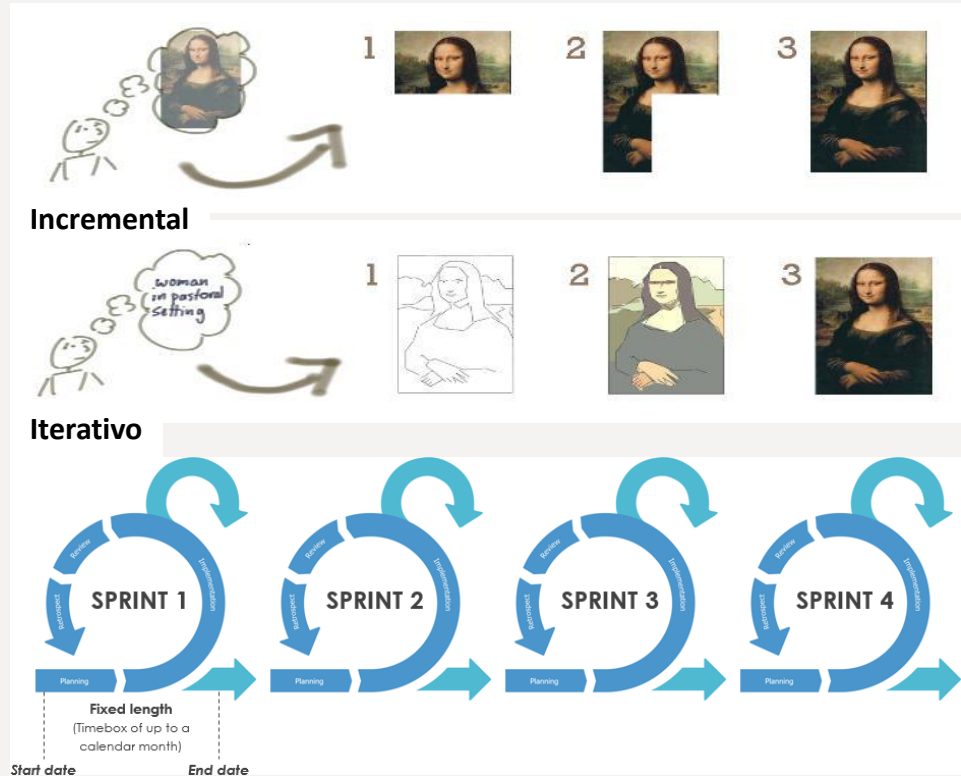 1
2
3
Incremental
woman
in pastoral
setting
1
2
3
Iterativo
Review
Implementation
Retrospect
SPRINT 1
Planning
Review
Implementation
Retrospect
SPRINT 2
Planning
Review
Implementation
Retrospect
SPRINT 3
Planning
Review
Implementation
Retrospect
SPRINT 4
Planning
Fixed length
(Timebox of up to a
calendar month)
Start date
End date